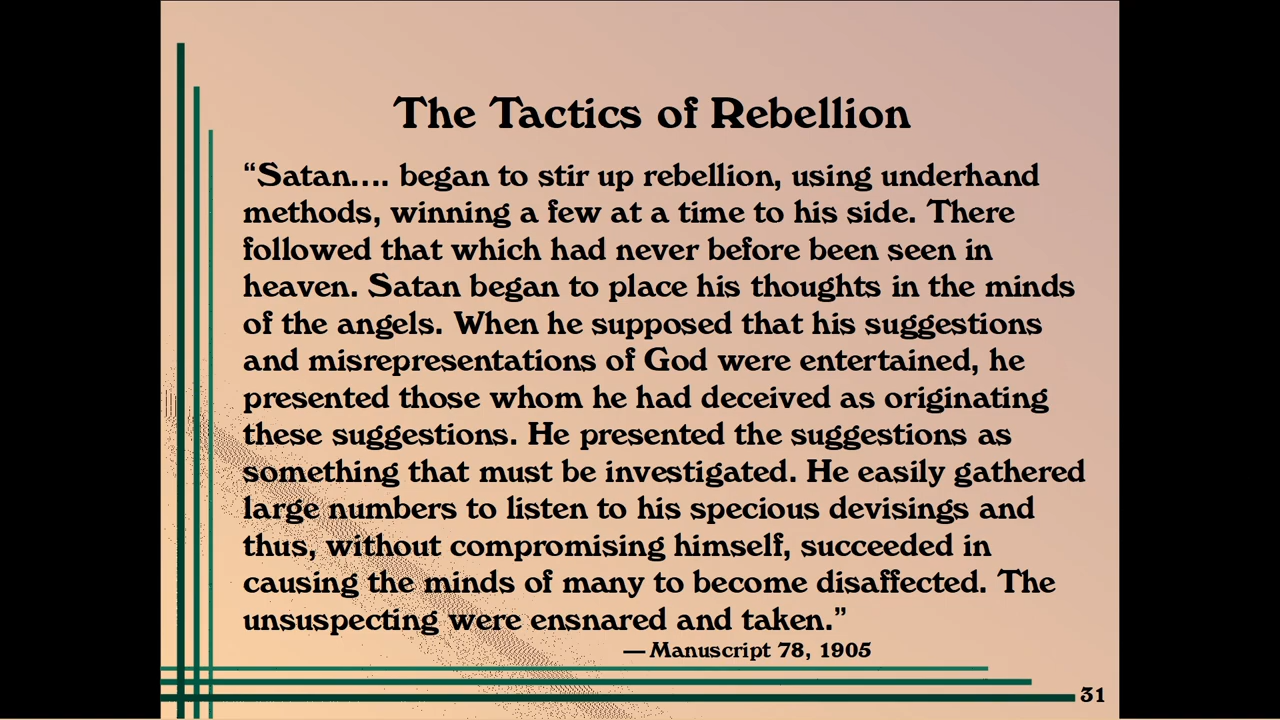 The Tactics of Rebellion
“Satan.... began to stir up rebellion, using underhand
methods, winning a few at a time to his side. There
followed that which had never before been seen in
heaven. Satan began to place his thoughts in the minds
of the angels. When he supposed that his suggestions
and misrepresentations of God were entertained, he
presented those whom he had deceived as originating
these suggestions. He presented the suggestions as
something that must be investigated. He easily gathered
large numbers to listen to his specious devisings and
thus, without compromising himself, succeeded in
causing the minds of many to become disaffected. The
unsuspecting were ensnared and taken.”
—Manuscript 78, 1905
31